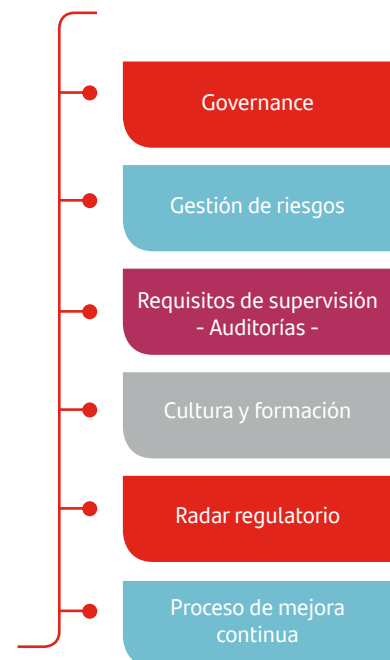 Governance
Gestión de riesgos
Requisitos de supervisión
- Auditorías -
Cultura y formación
Radar regulatorio
Proceso de mejora
continua